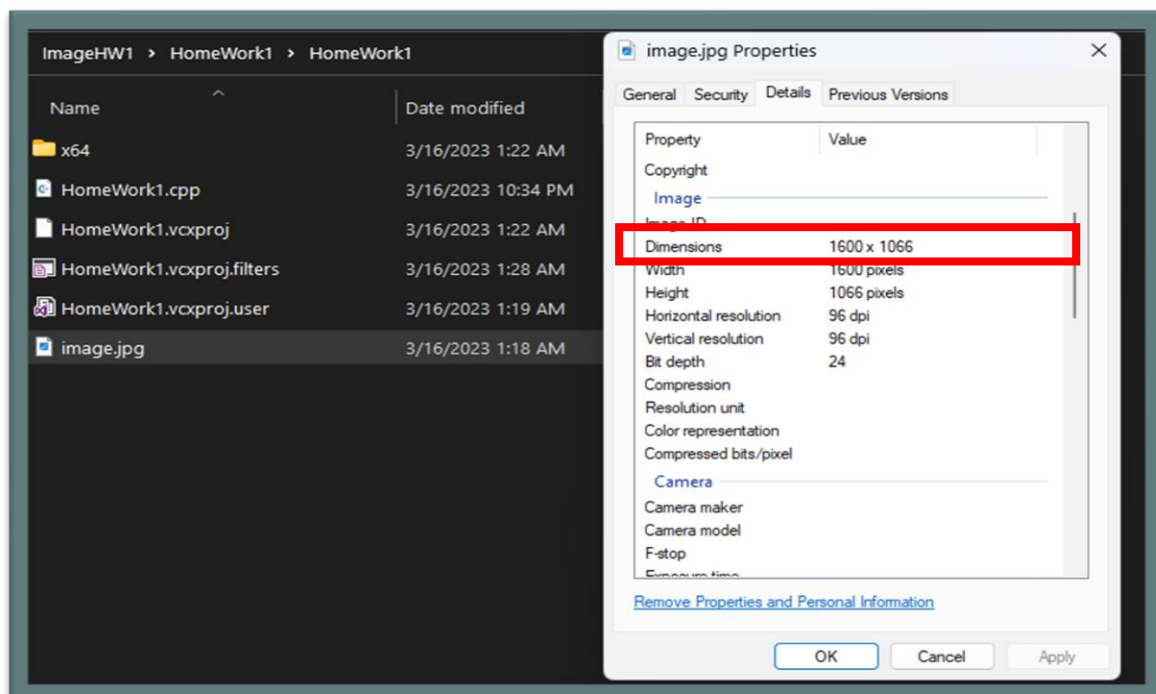 ImageHW1 > HomeWork1 > HomeWork1
Name Date modified
x64 3/16/2023 1:22 AM
HomeWork1.cpp 3/16/2023 10:34 PM
HomeWork1.vcxproj 3/16/2023 1:22 AM
HomeWork1.vcxproj.filters 3/16/2023 1:28 AM
HomeWork1.vcxproj.user 3/16/2023 1:19 AM
image.jpg 3/16/2023 1:18 AM
image.jpg Properties
General Security Details Previous Versions
Property Value
Copyright
Image
Image ID
Dimensions 1600 x 1066
Width 1600 pixels
Height 1066 pixels
Horizontal resolution 96 dpi
Vertical resolution 96 dpi
Bit depth 24
Compression
Resolution unit
Color representation
Compressed bits/pixel
Camera
Camera maker
Camera model
F-stop
Exposure time
Remove Properties and Personal Information
OK Cancel Apply